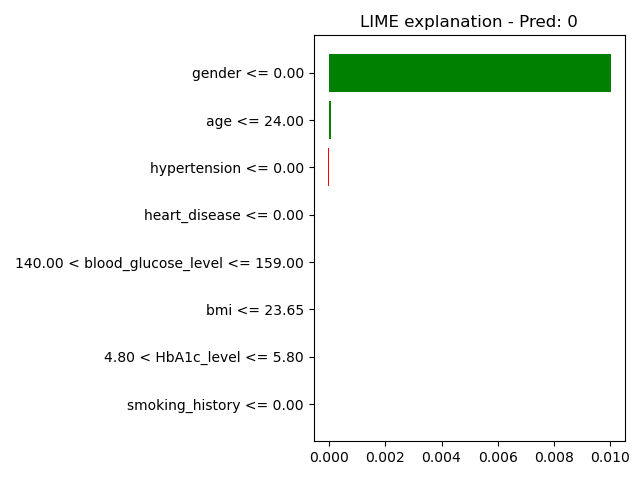 LIME explanation - Pred: 0
gender <= 0.00
age <= 24.00
hypertension <= 0.00
heart_disease <= 0.00
140.00 < blood_glucose_level <= 159.00
bmi <= 23.65
4.80 < HbA1c_level <= 5.80
smoking_history <= 0.00
0.000 0.002 0.004 0.006 0.008 0.010